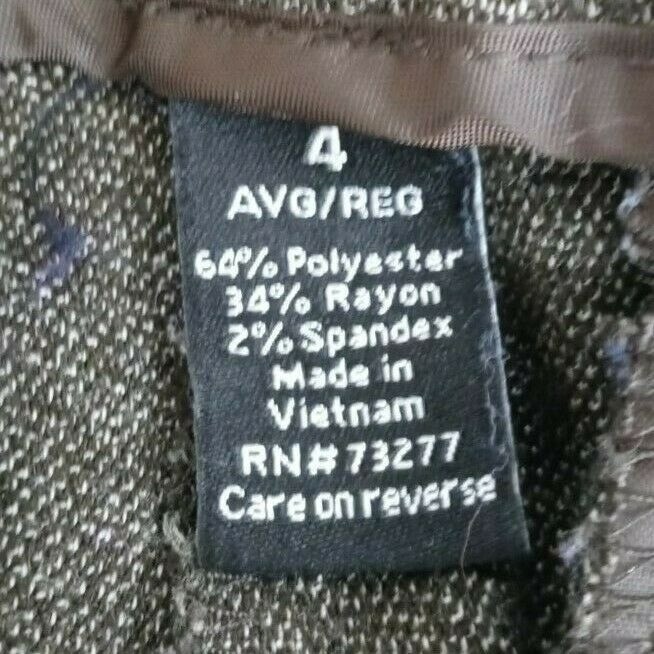 4
AVG/REG
64% Polyester
34% Rayon
2% Spandex
Made in
Vietnam
RN#73277
Care on reverse